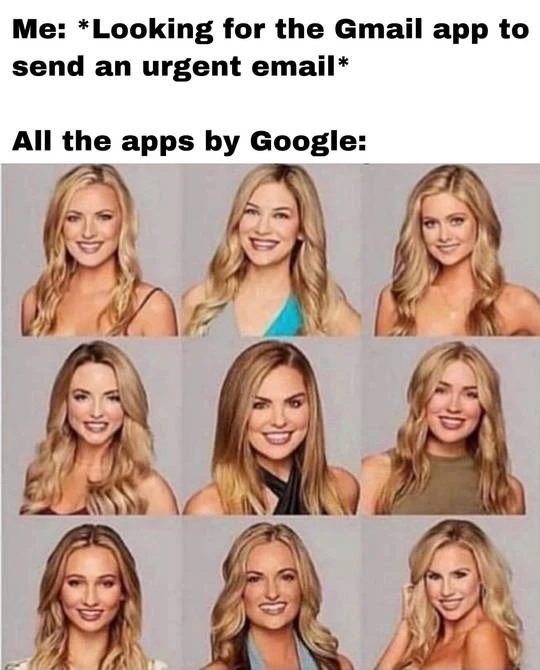 Me: *Looking for the Gmail app to
send an urgent email*
All the apps by Google: